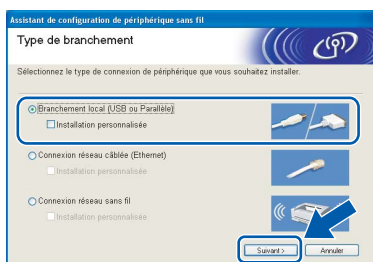 Assistant de configuration de périphérique sans fil
Type de branchement
Sélectionnez le type de connexion de périphérique que vous souhaitez installer.
Branchement local (USB ou Parallèle)
Installation personnalisée
Connexion réseau câblée (Ethernet)
Installation personnalisée
Connexion réseau sans fil
Installation personnalisée
Suivant >
Annuler